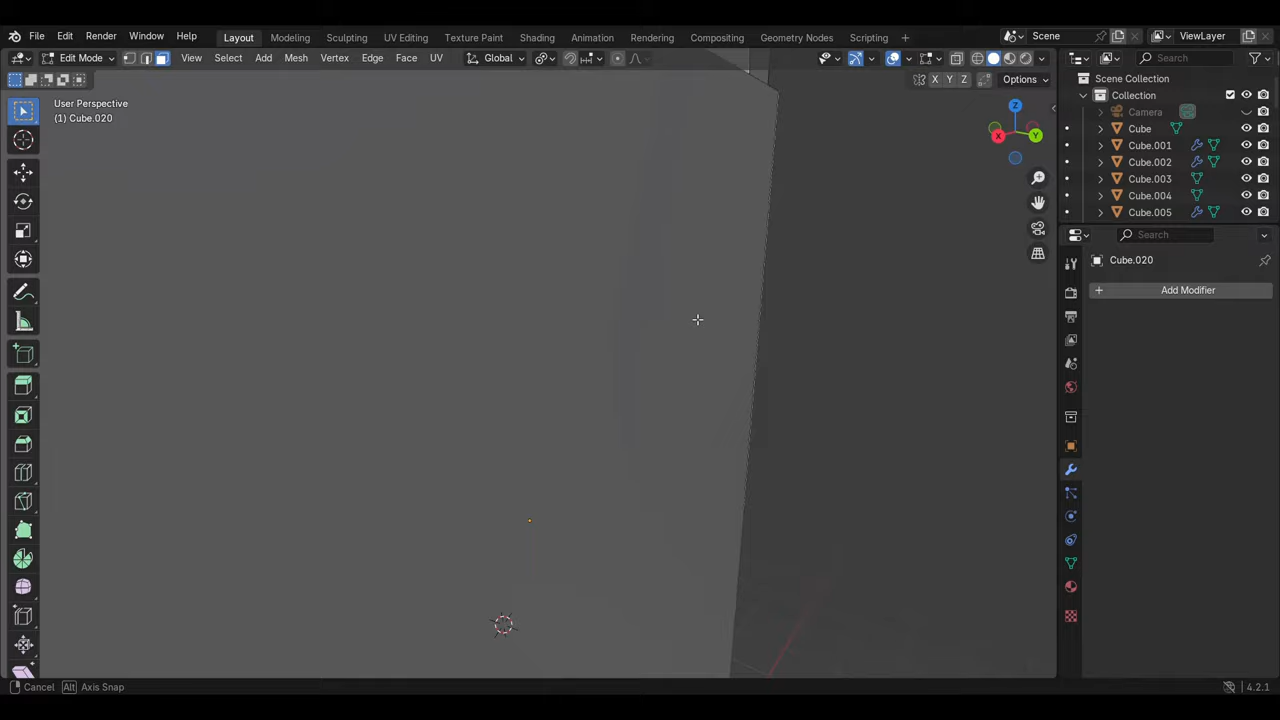 File Edit Render Window Help Layout Modeling Sculpting UV Editing Texture Paint Shading Animation Rendering Compositing Geometry Nodes Scripting + Scene ViewLayer
Edit Mode View Select Add Mesh Vertex Edge Face UV Global Search
X Y Z Options Scene Collection
User Perspective
(1) Cube.020
Collection
Camera
Cube
Cube.001
Cube.002
Cube.003
Cube.004
Cube.005
Z
X Y
Search
Cube.020
+ Add Modifier
Cancel Alt Axis Snap 4.2.1